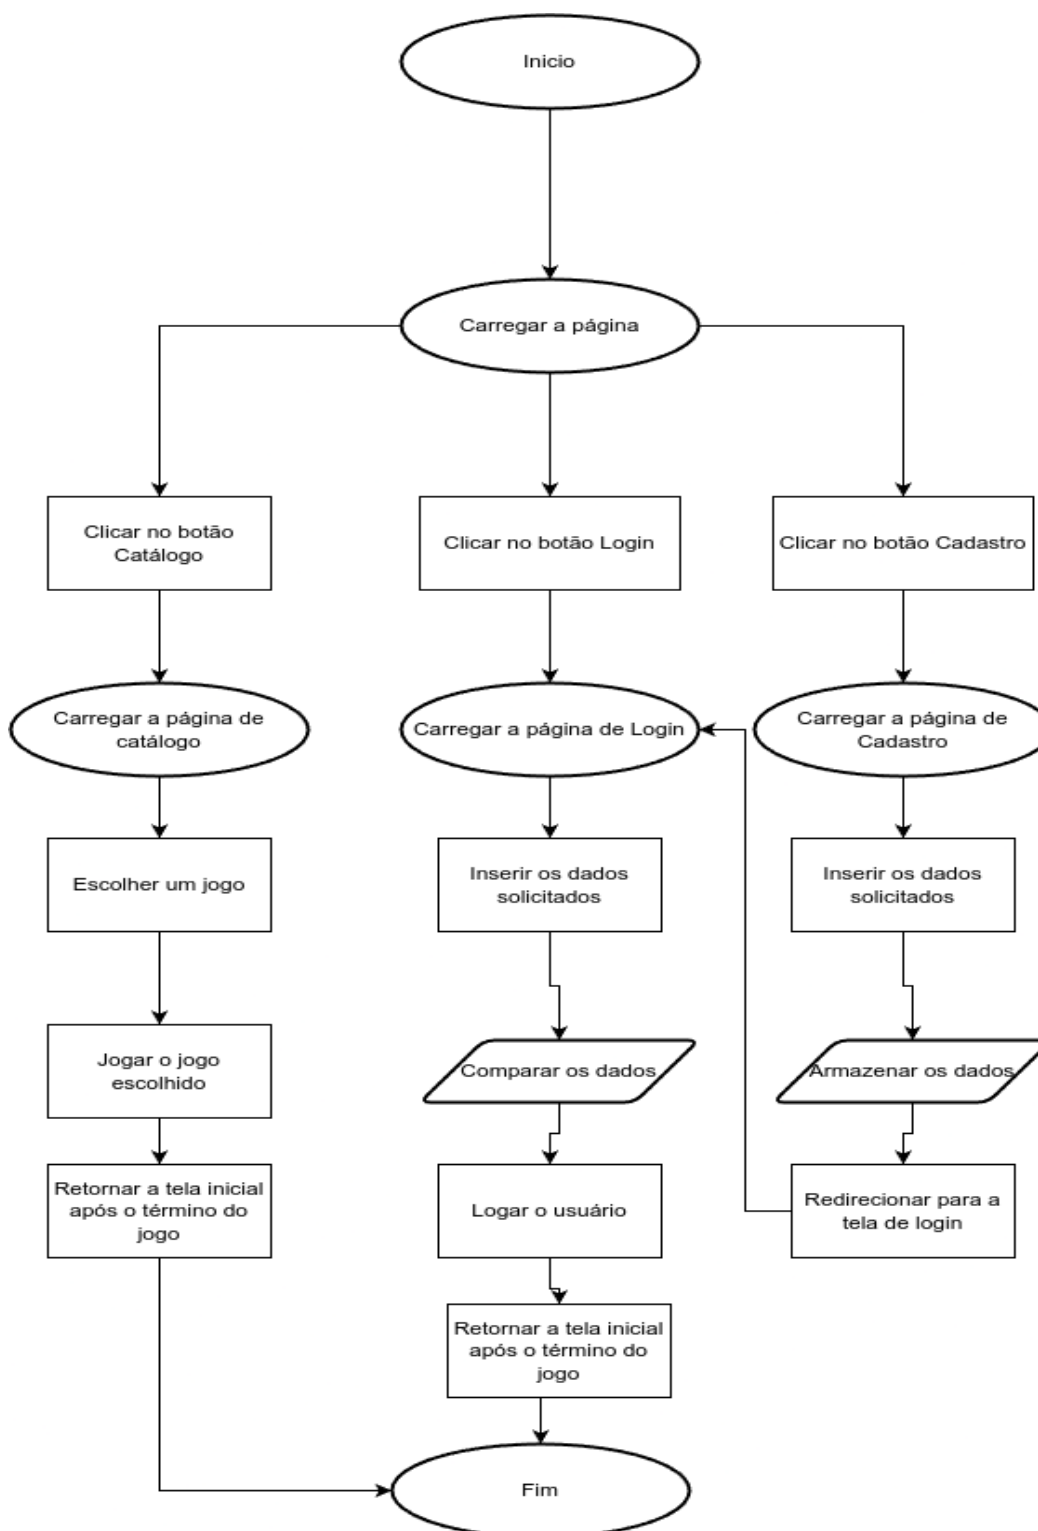 Inicio
Carregar a página
Clicar no botão
Catálogo
Clicar no botão Login
Clicar no botão Cadastro
Carregar a página de
catálogo
Carregar a página de Login
Carregar a página de
Cadastro
Escolher um jogo
Inserir os dados
solicitados
Inserir os dados
solicitados
Jogar o jogo
escolhido
Comparar os dados
Armazenar os dados
Retornar a tela inicial
após o término do
jogo
Logar o usuário
Redirecionar para a
tela de login
Retornar a tela inicial
após o término do
jogo
Fim